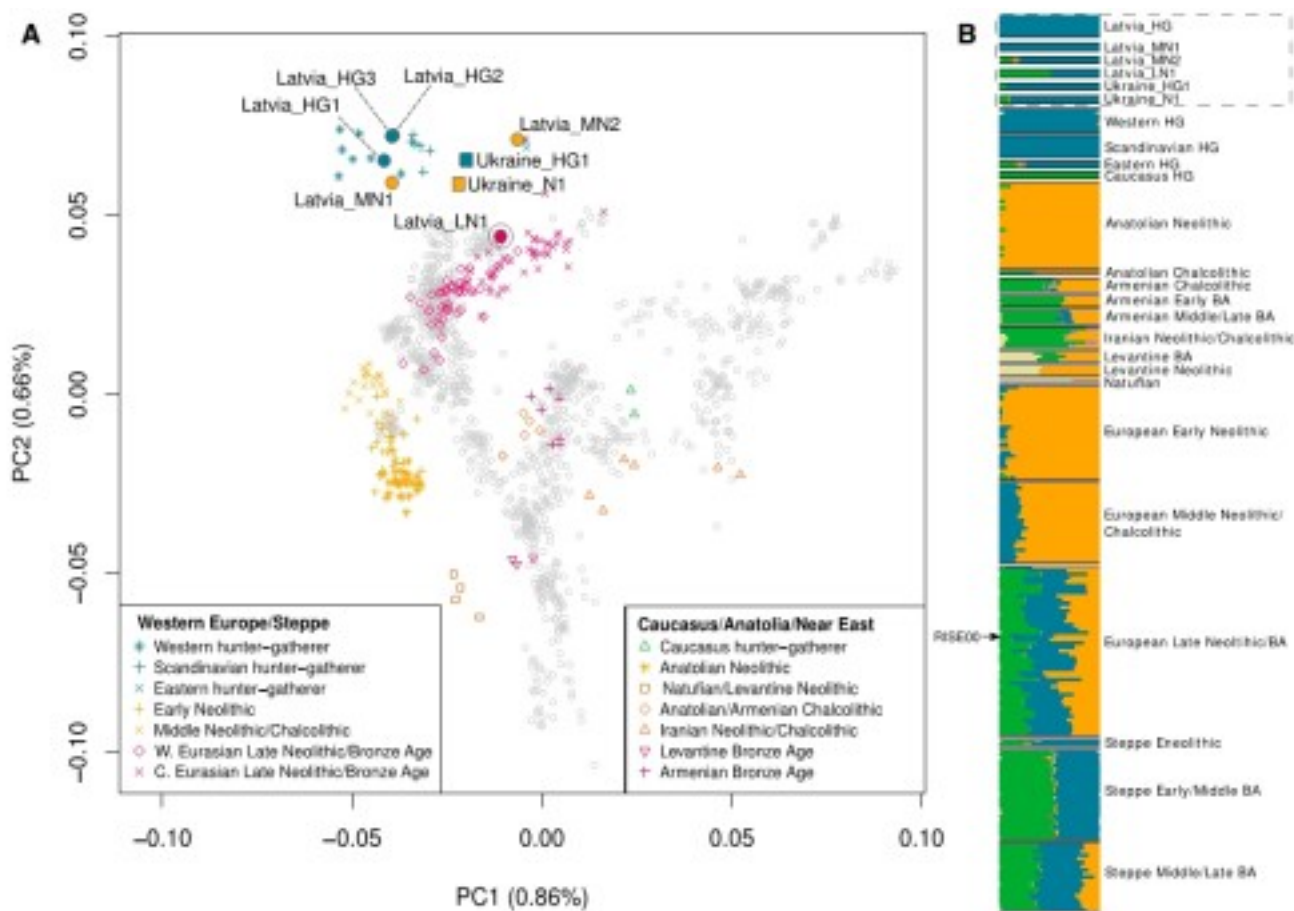 A
B
Latvia_HG3
Latvia_HG2
Latvia_HG1
Latvia_MN2
Ukraine_HG1
Ukraine_N1
Latvia_MN1
Latvia_LN1
0.10
0.05
0.00
−0.05
−0.10
PC2 (0.66%)
−0.10
−0.05
0.00
0.05
0.10
PC1 (0.86%)
Western Europe/Steppe
Western hunter−gatherer
Scandinavian hunter−gatherer
Eastern hunter−gatherer
Early Neolithic
Middle Neolithic/Chalcolithic
W. Eurasian Late Neolithic/Bronze Age
C. Eurasian Late Neolithic/Bronze Age
Caucasus/Anatolia/Near East
Caucasus hunter−gatherer
Anatolian Neolithic
Natufian/Levantine Neolithic
Anatolian/Armenian Chalcolithic
Iranian Neolithic/Chalcolithic
Levantine Bronze Age
Armenian Bronze Age
Latvia_HG
Latvia_MN1
Latvia_MN2
Latvia_LN1
Ukraine_HG1
Ukraine_N1
Western HG
Scandinavian HG
Eastern HG
Caucasus HG
Anatolian Neolithic
Anatolian Chalcolithic
Armenian Chalcolithic
Armenian Early BA
Armenian Middle/Late BA
Iranian Neolithic/Chalcolithic
Levantine BA
Levantine Neolithic
Natufian
European Early Neolithic
European Middle Neolithic/
Chalcolithic
RISE00
European Late Neolithic/BA
Steppe Eneolithic
Steppe Early/Middle BA
Steppe Middle/Late BA